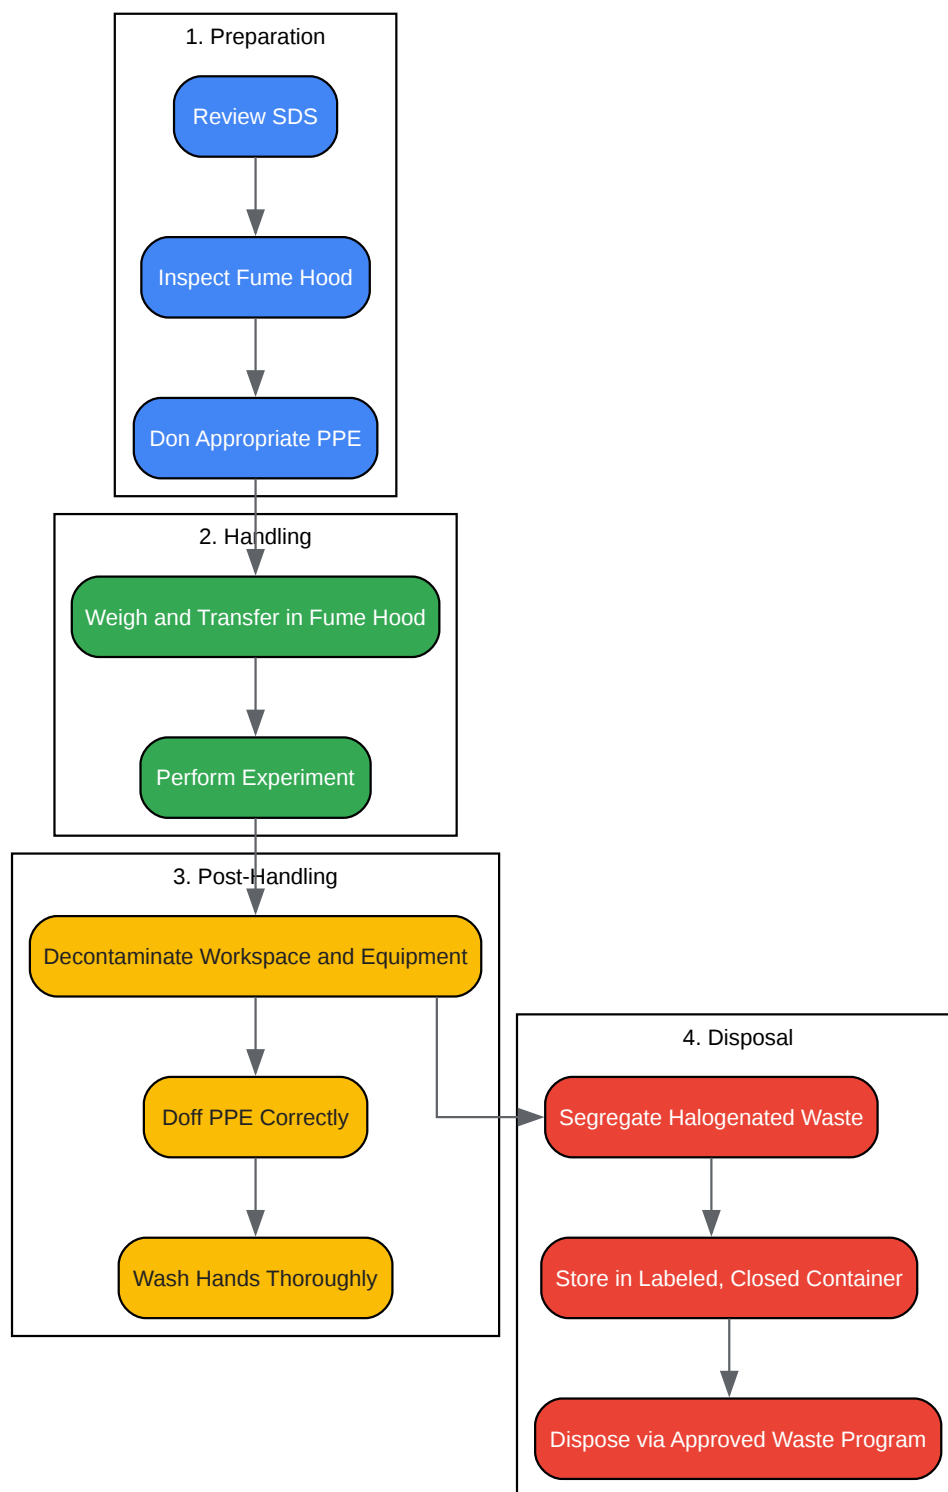 1. Preparation
Review SDS
Inspect Fume Hood
Don Appropriate PPE
2. Handling
Weigh and Transfer in Fume Hood
Perform Experiment
3. Post-Handling
Decontaminate Workspace and Equipment
Doff PPE Correctly
Wash Hands Thoroughly
4. Disposal
Segregate Halogenated Waste
Store in Labeled, Closed Container
Dispose via Approved Waste Program